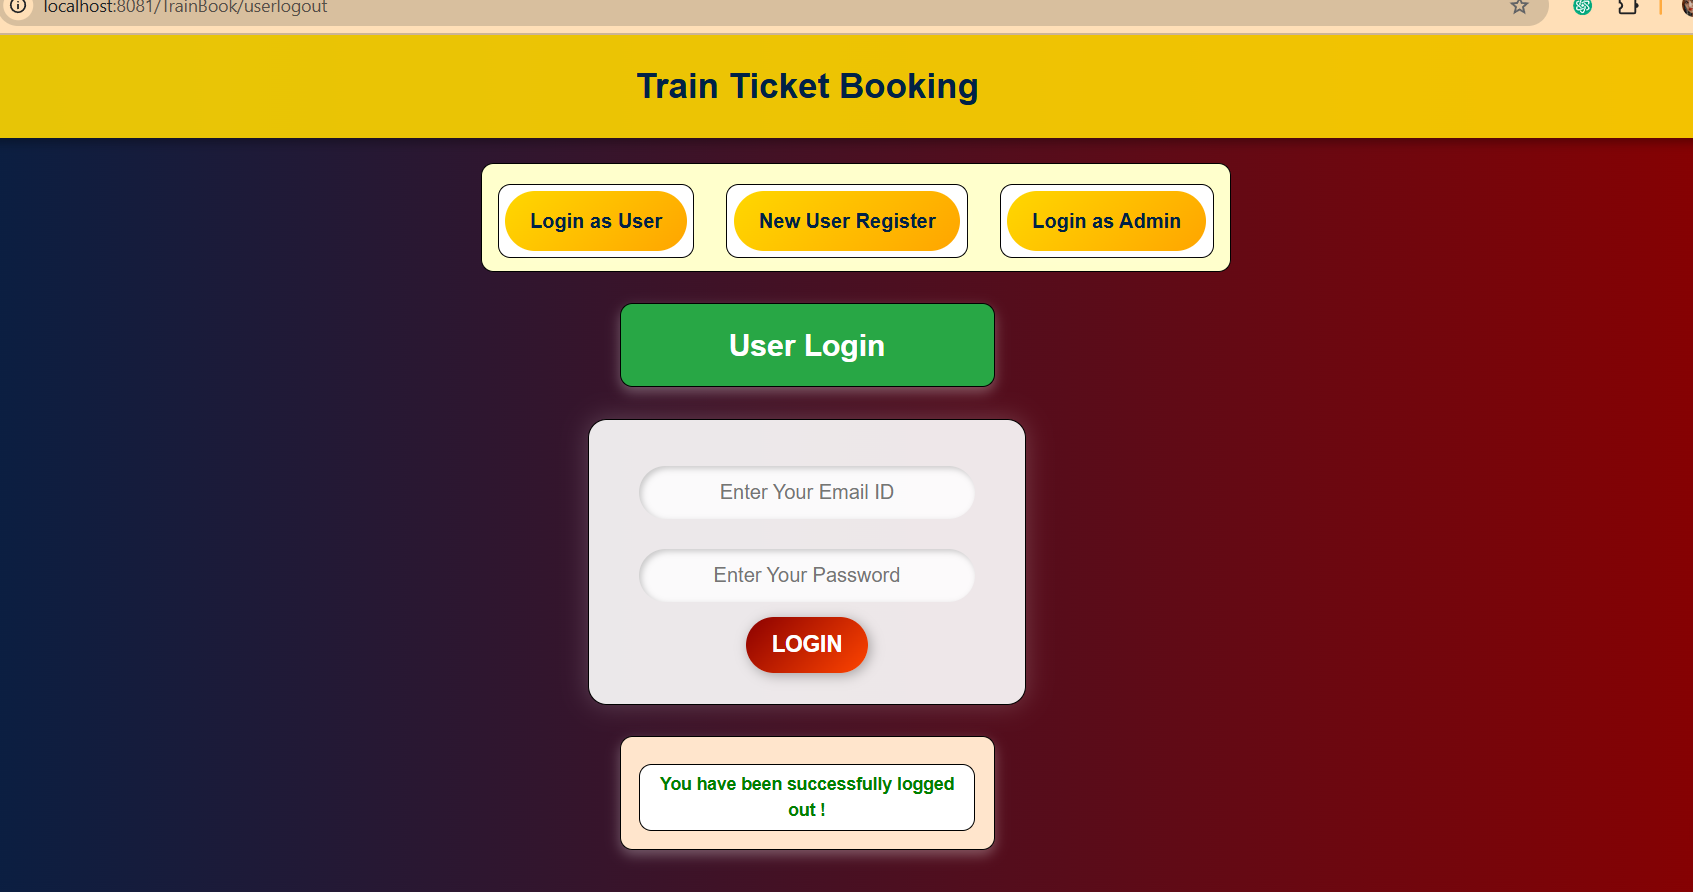 localhost:8081/TrainBook/userlogout
Train Ticket Booking
Login as User
New User Register
Login as Admin
User Login
Enter Your Email ID
Enter Your Password
LOGIN
You have been successfully logged
out !